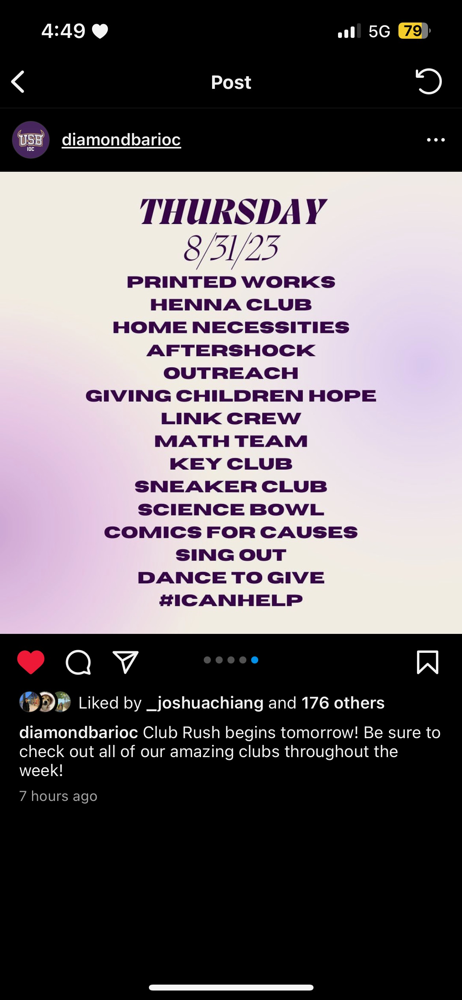 4:49
5G
79
Post
USB
IOC
diamondbarioc
THURSDAY
8/31/23
PRINTED WORKS
HENNA CLUB
HOME NECESSITIES
AFTERSHOCK
OUTREACH
GIVING CHILDREN HOPE
LINK CREW
MATH TEAM
KEY CLUB
SNEAKER CLUB
SCIENCE BOWL
COMICS FOR CAUSES
SING OUT
DANCE TO GIVE
#ICANHELP
Liked by _joshuachiang and 176 others
diamondbarioc Club Rush begins tomorrow! Be sure to
check out all of our amazing clubs throughout the
week!
7 hours ago